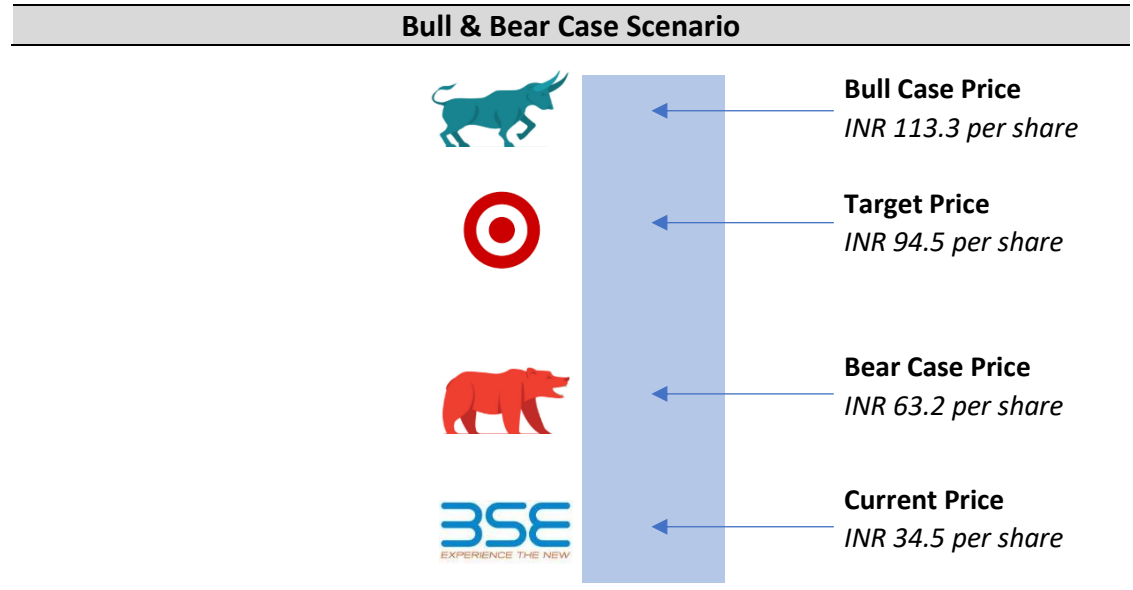 Bull & Bear Case Scenario
Bull Case Price
INR 113.3 per share
Target Price
INR 94.5 per share
Bear Case Price
INR 63.2 per share
BSE
EXPERIENCE THE NEW
Current Price
INR 34.5 per share